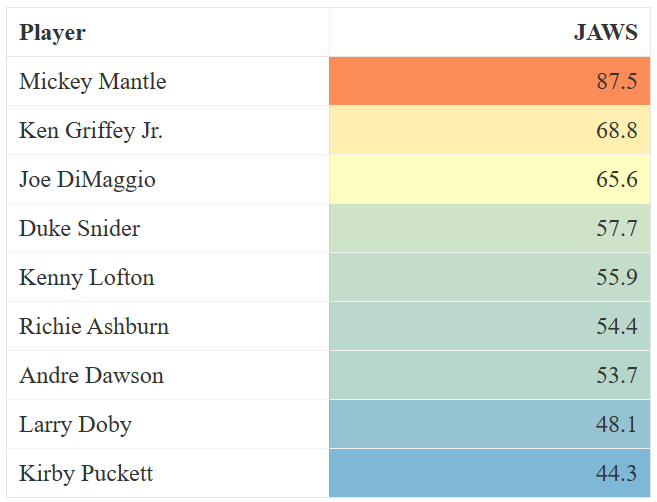 Player JAWS
Mickey Mantle 87.5
Ken Griffey Jr. 68.8
Joe DiMaggio 65.6
Duke Snider 57.7
Kenny Lofton 55.9
Richie Ashburn 54.4
Andre Dawson 53.7
Larry Doby 48.1
Kirby Puckett 44.3